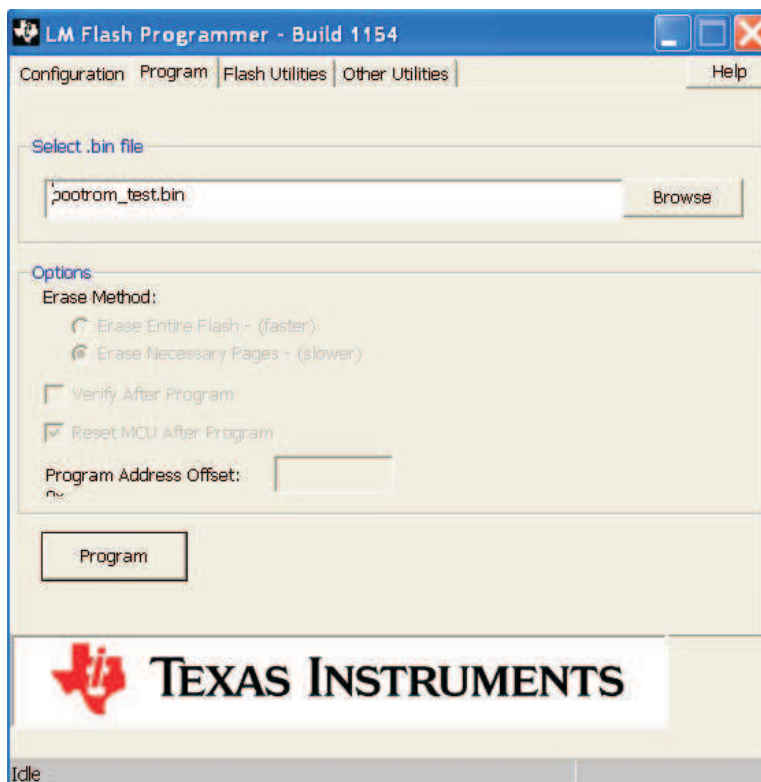 LM Flash Programmer - Build 1154
Configuration Program Flash Utilities Other Utilities Help
Select .bin file
bootrom_test.bin Browse
Options
Erase Method:
Erase Entire Flash - (faster)
Erase Necessary Pages - (slower)
Verify After Program
Reset MCU After Program
Program Address Offset:
Program
TEXAS INSTRUMENTS
Idle